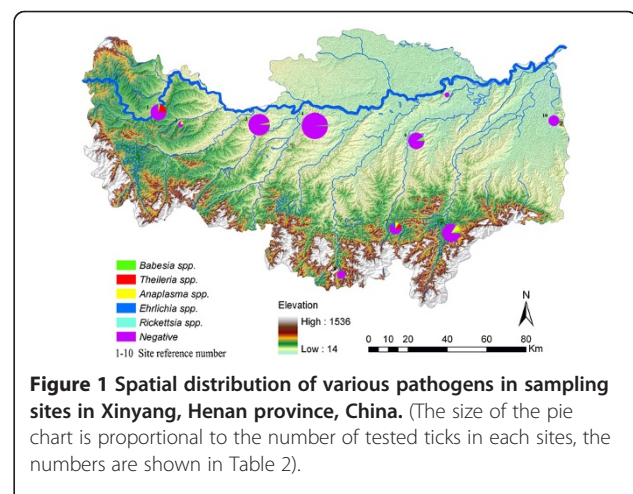 Babesia spp.
Theileria spp.
Anaplasma spp.
Ehrlichia spp.
Rickettsia spp.
Negative
1-10 Site reference number
Elevation
High : 1536
Low : 14
N
0 10 20 40 60 80
Km
Figure 1 Spatial distribution of various pathogens in sampling
sites in Xinyang, Henan province, China. (The size of the pie
chart is proportional to the number of tested ticks in each sites, the
numbers are shown in Table 2).